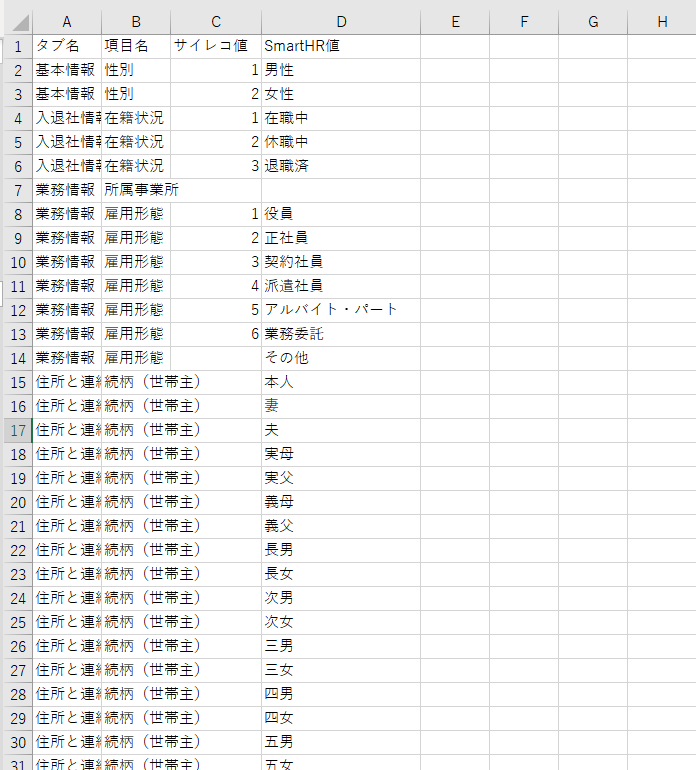 A B C D E F G H
1 タブ名 項目名 サイレコ値 SmartHR値
2 基本情報 性別 1 男性
3 基本情報 性別 2 女性
4 入退社情 在籍状況 1 在職中
5 入退社情 在籍状況 2 休職中
6 入退社情 在籍状況 3 退職済
7 業務情報 所属事業所
8 業務情報 雇用形態 1 役員
9 業務情報 雇用形態 2 正社員
10 業務情報 雇用形態 3 契約社員
11 業務情報 雇用形態 4 派遣社員
12 業務情報 雇用形態 5 アルバイト・パート
13 業務情報 雇用形態 6 業務委託
14 業務情報 雇用形態 その他
15 住所と連 続柄（世帯主） 本人
16 住所と連 続柄（世帯主） 妻
17 住所と連 続柄（世帯主） 夫
18 住所と連 続柄（世帯主） 実母
19 住所と連 続柄（世帯主） 実父
20 住所と連 続柄（世帯主） 義母
21 住所と連 続柄（世帯主） 義父
22 住所と連 続柄（世帯主） 長男
23 住所と連 続柄（世帯主） 長女
24 住所と連 続柄（世帯主） 次男
25 住所と連 続柄（世帯主） 次女
26 住所と連 続柄（世帯主） 三男
27 住所と連 続柄（世帯主） 三女
28 住所と連 続柄（世帯主） 四男
29 住所と連 続柄（世帯主） 四女
30 住所と連 続柄（世帯主） 五男
31 住所と連 続柄（世帯主） 五女